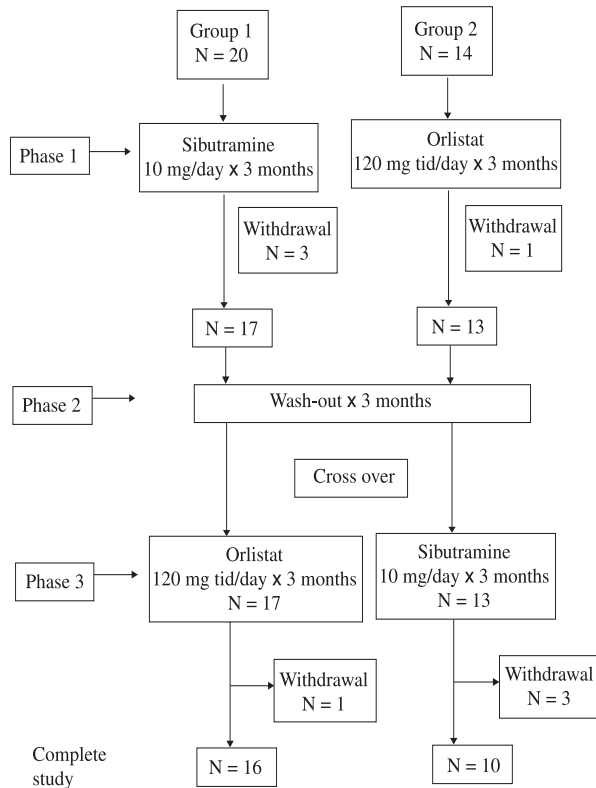 Group 1
N = 20
Group 2
N = 14
Phase 1
Sibutramine
10 mg/day x 3 months
Orlistat
120 mg tid/day x 3 months
Withdrawal
N = 3
Withdrawal
N = 1
N = 17
N = 13
Phase 2
Wash-out x 3 months
Cross over
Phase 3
Orlistat
120 mg tid/day x 3 months
N = 17
Sibutramine
10 mg/day x 3 months
N = 13
Withdrawal
N = 1
Withdrawal
N = 3
Complete
study
N = 16
N = 10